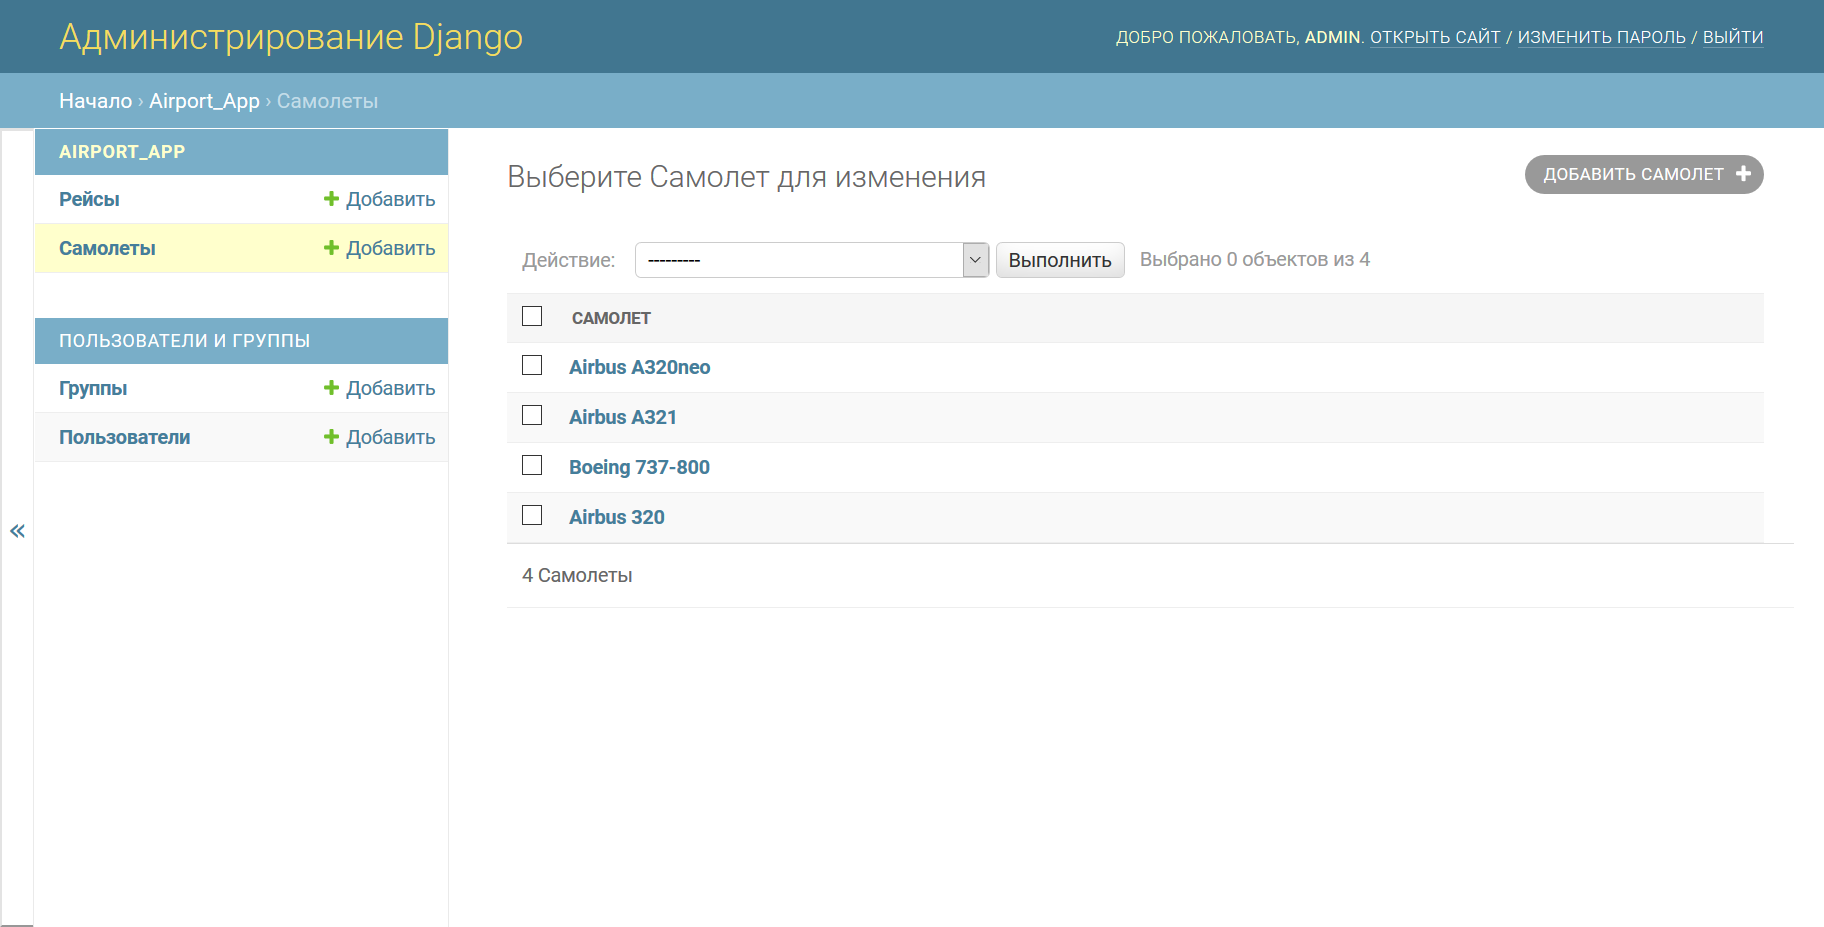 Администрирование Django
ДОБРО ПОЖАЛОВАТЬ, ADMIN. ОТКРЫТЬ САЙТ / ИЗМЕНИТЬ ПАРОЛЬ / ВЫЙТИ
Начало › Airport_App › Самолеты
AIRPORT_APP
Рейсы + Добавить
Самолеты + Добавить
ПОЛЬЗОВАТЕЛИ И ГРУППЫ
Группы + Добавить
Пользователи + Добавить
«
Выберите Самолет для изменения
ДОБАВИТЬ САМОЛЕТ +
Действие: --------- Выполнить Выбрано 0 объектов из 4
САМОЛЕТ
Airbus A320neo
Airbus A321
Boeing 737-800
Airbus 320
4 Самолеты